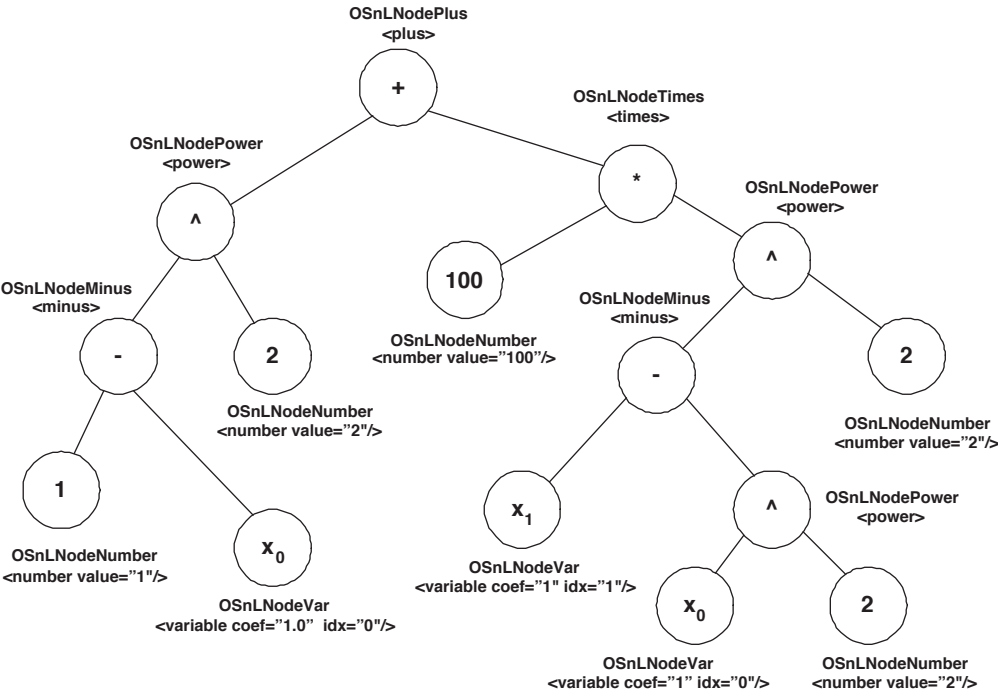 OSnLNodePlus
<plus>
+
OSnLNodeTimes
<times>
*
OSnLNodePower
<power>
^
OSnLNodePower
<power>
^
100
OSnLNodeNumber
<number value=”100”/>
OSnLNodeMinus
<minus>
-
2
OSnLNodeNumber
<number value=”2"/>
OSnLNodeMinus
<minus>
-
2
OSnLNodeNumber
<number value=”2"/>
1
OSnLNodeNumber
<number value=”1"/>
x0
OSnLNodeVar
<variable coef=”1.0” idx=”0"/>
x1
OSnLNodeVar
<variable coef=”1" idx=”1"/>
^
OSnLNodePower
<power>
x0
OSnLNodeVar
<variable coef=”1” idx=”0"/>
2
OSnLNodeNumber
<number value=”2"/>